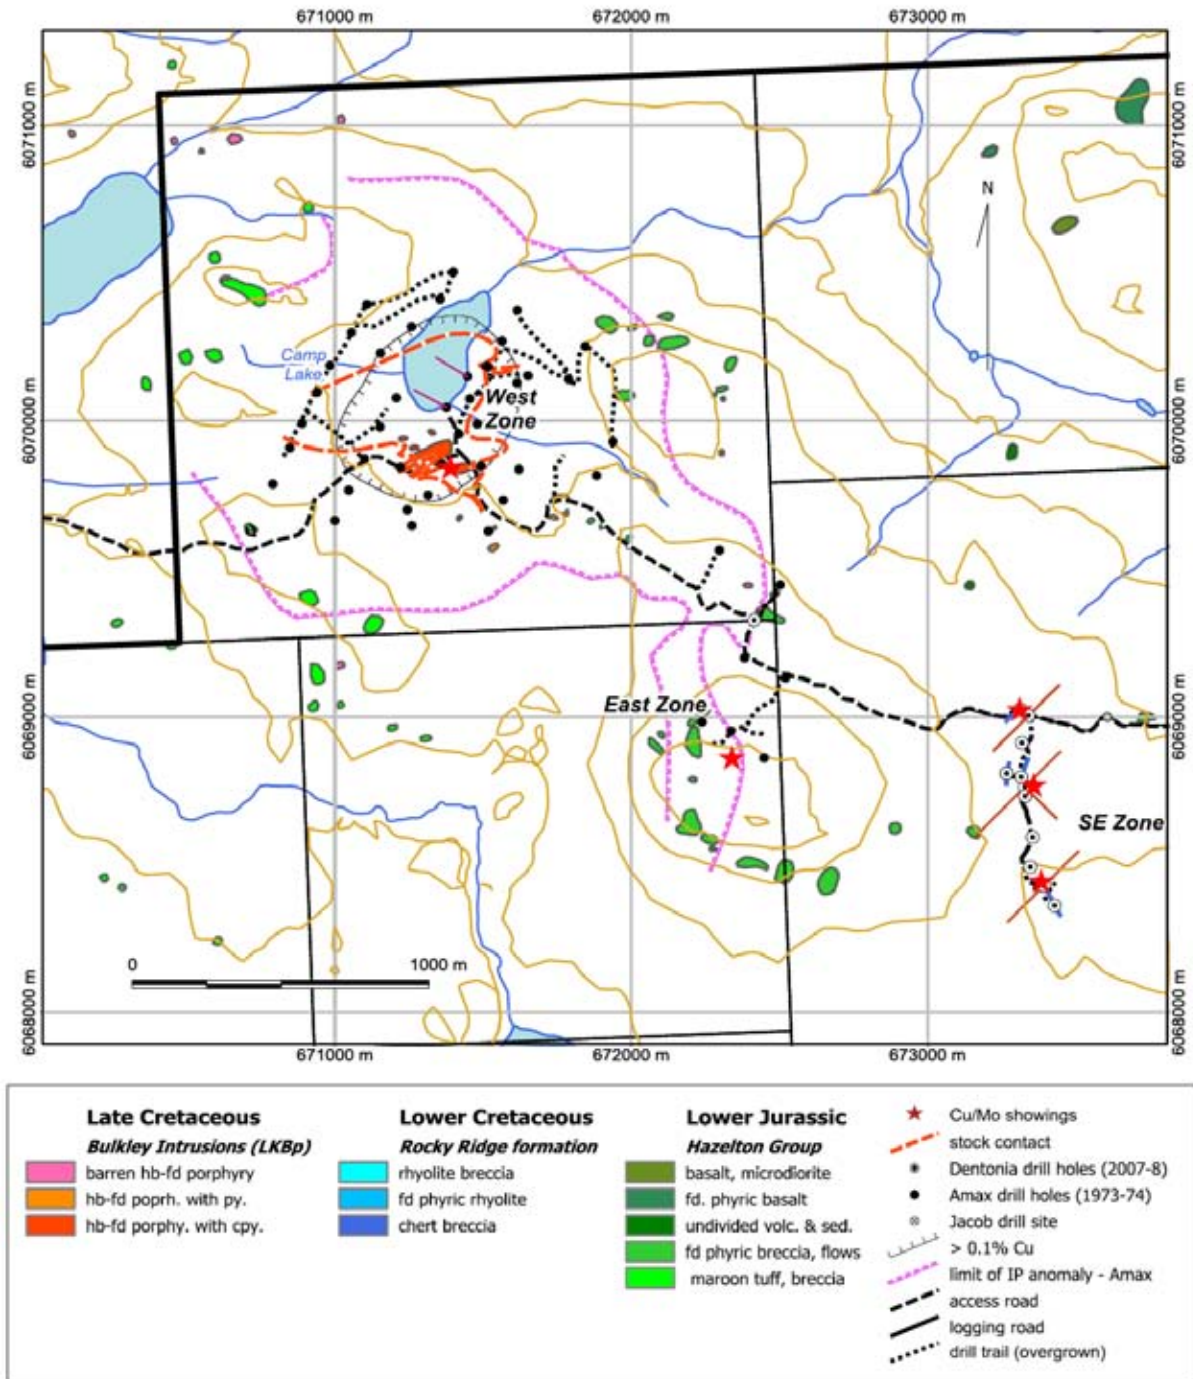 671000 m
672000 m
673000 m
6071000 m
6071000 m
N
Camp
Lake
West
Zone
6070000 m
6070000 m
East Zone
6069000 m
6069000 m
SE Zone
0
1000 m
6068000 m
6068000 m
671000 m
672000 m
673000 m
Late Cretaceous
Bulkley Intrusions (LKBp)
barren hb-fd porphyry
hb-fd poprh. with py.
hb-fd porphy. with cpy.
Lower Cretaceous
Rocky Ridge formation
rhyolite breccia
fd phyric rhyolite
chert breccia
Lower Jurassic
Hazelton Group
basalt, microdiorite
fd. phyric basalt
undivided volc. & sed.
fd phyric breccia, flows
maroon tuff, breccia
Cu/Mo showings
stock contact
Dentonia drill holes (2007-8)
Amax drill holes (1973-74)
Jacob drill site
> 0.1% Cu
limit of IP anomaly - Amax
access road
logging road
drill trail (overgrown)